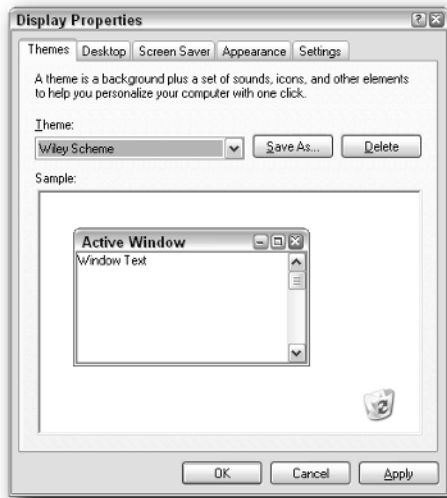 Display Properties
Themes Desktop Screen Saver Appearance Settings
A theme is a background plus a set of sounds, icons, and other elements
to help you personalize your computer with one click.
Theme:
Wiley Scheme Save As... Delete
Sample:
Active Window
Window Text
OK Cancel Apply